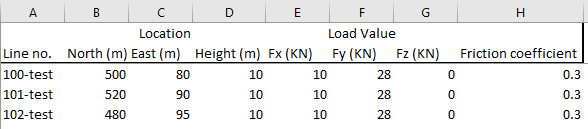 A B C D E F G H
Location Load Value
Line no. North (m) East (m) Height (m) Fx (KN) Fy (KN) Fz (KN) Friction coefficient
100-test 500 80 10 10 28 0 0.3
101-test 520 90 10 10 28 0 0.3
102-test 480 95 10 10 28 0 0.3